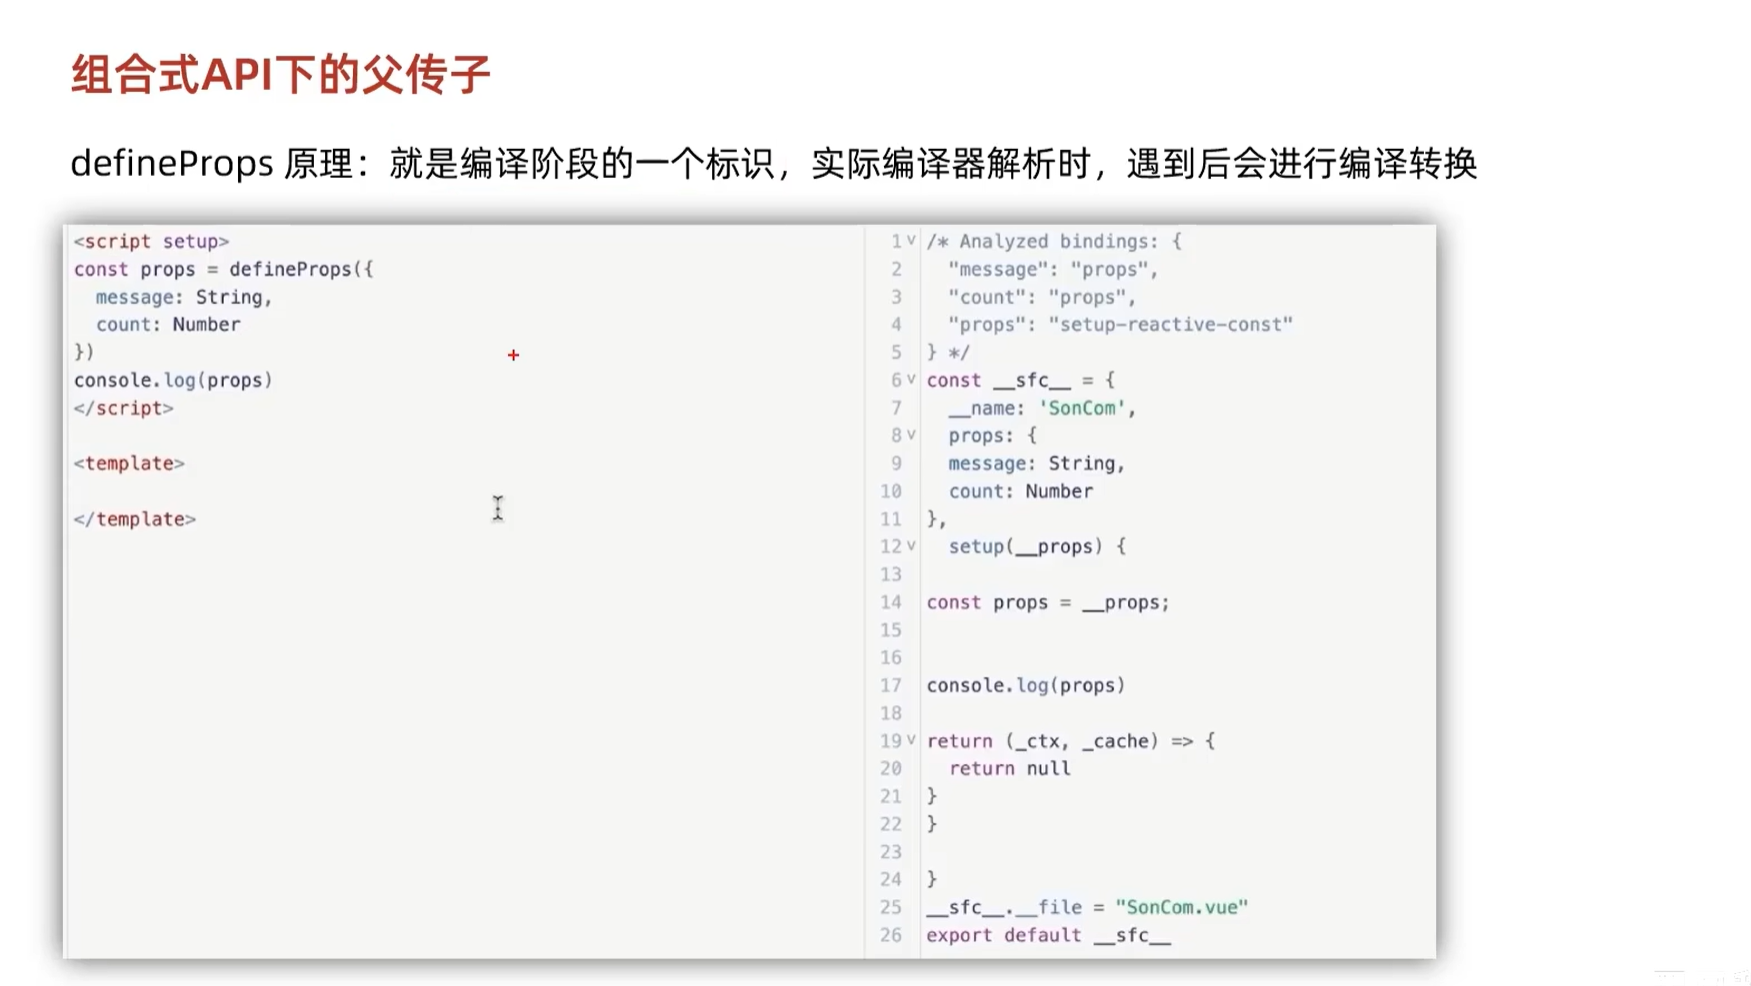 组合式API下的父传子
defineProps 原理：就是编译阶段的一个标识，实际编译器解析时，遇到后会进行编译转换
<script setup>
const props = defineProps({
  message: String,
  count: Number
})
console.log(props)
</script>
<template>
</template>
1 /* Analyzed bindings: {
2   "message": "props",
3   "count": "props",
4   "props": "setup-reactive-const"
5 } */
6 const __sfc__ = {
7   __name: 'SonCom',
8   props: {
9   message: String,
10   count: Number
11 },
12   setup(__props) {
13
14 const props = __props;
15
16
17 console.log(props)
18
19 return (_ctx, _cache) => {
20   return null
21 }
22 }
23
24 }
25 __sfc__.__file = "SonCom.vue"
26 export default __sfc__